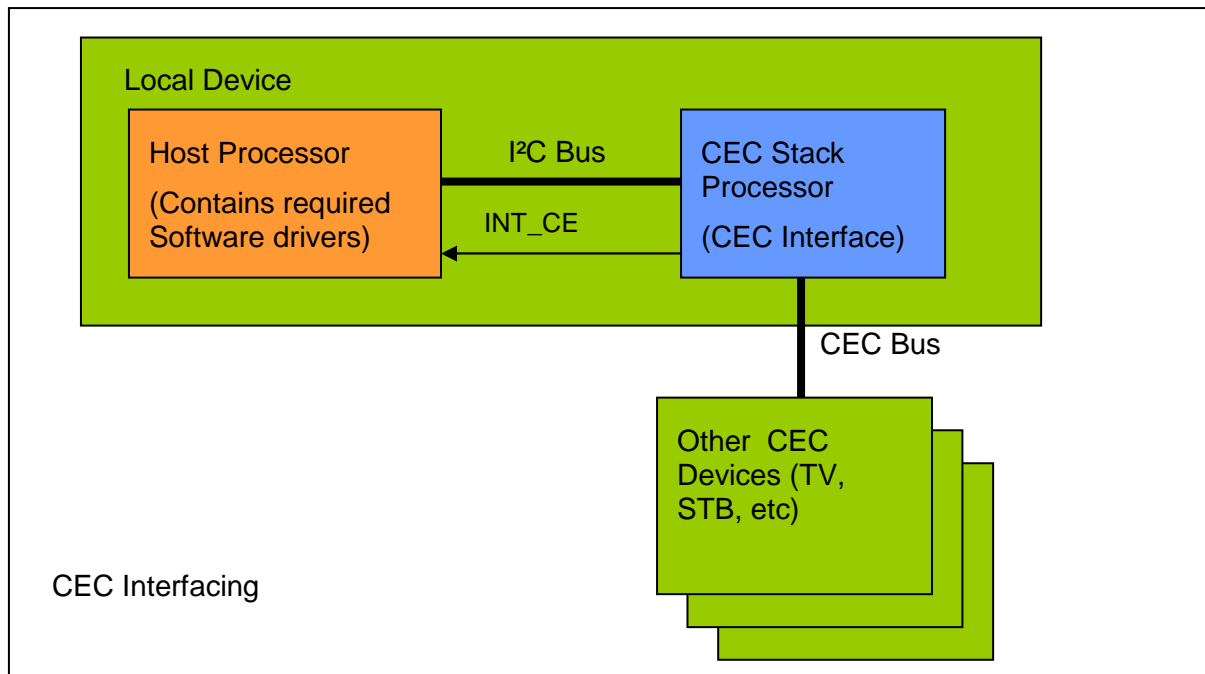 Local Device
Host Processor
(Contains required
Software drivers)
I²C Bus
INT_CE
CEC Stack
Processor
(CEC Interface)
CEC Bus
Other CEC
Devices (TV,
STB, etc)
CEC Interfacing